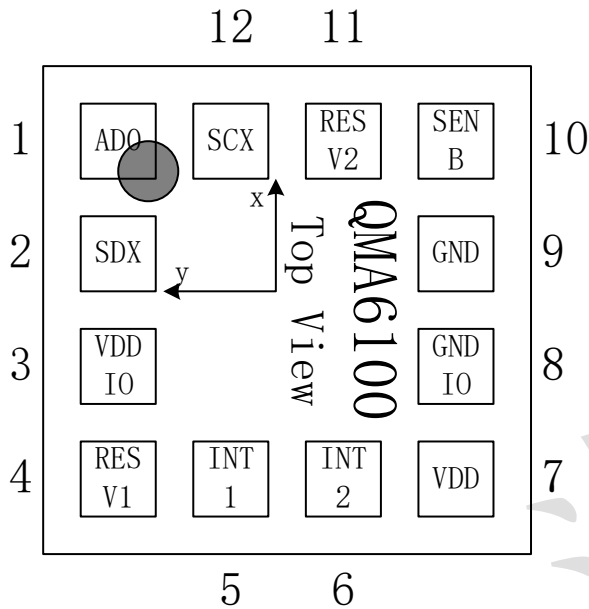 12 11
1 AD0 SCX RES
V2 SEN
B 10
x
2 SDX y GND 9
Top View
QMA6100
3 VDD
IO GND
IO 8
4 RES
V1 INT
1 INT
2 VDD 7
5 6